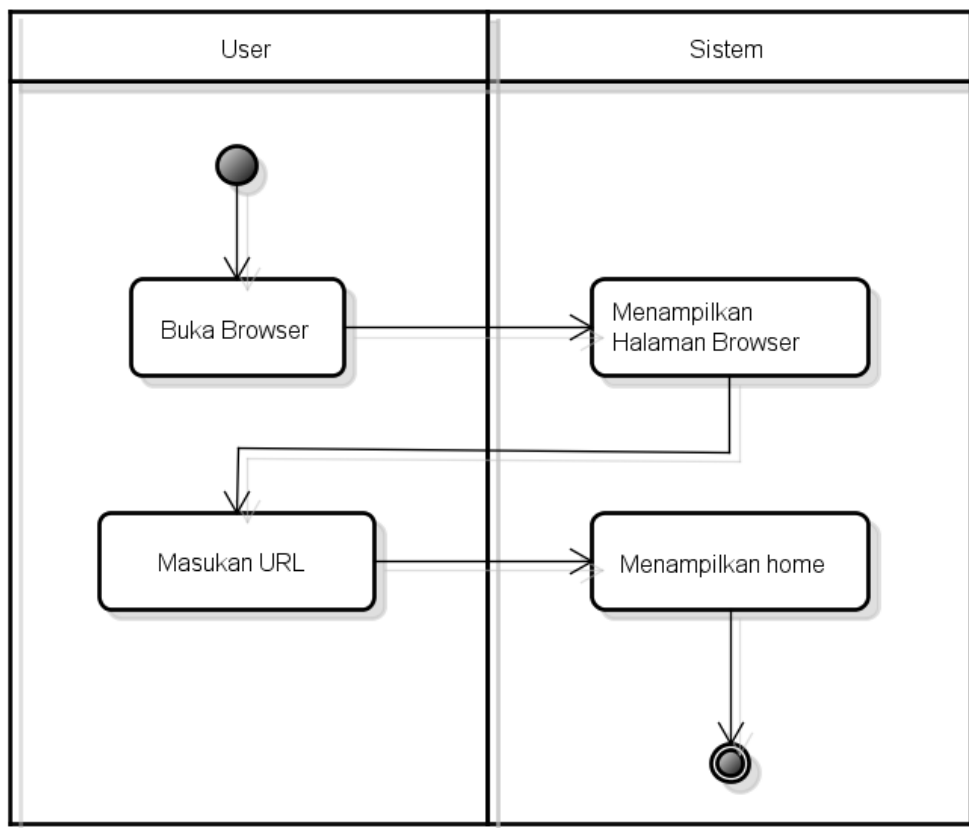 User
Sistem
Buka Browser
Menampilkan
Halaman Browser
Masukan URL
Menampilkan home